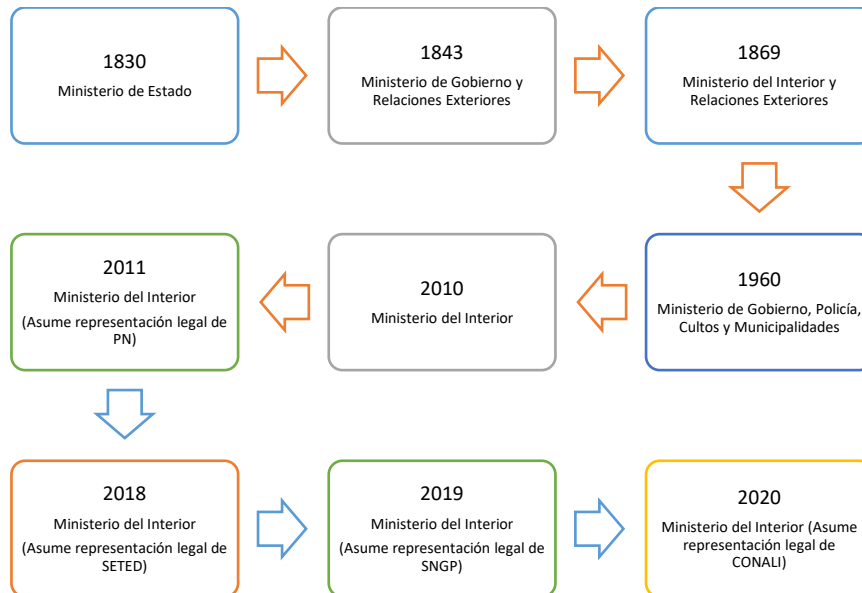 1830
Ministerio de Estado
1843
Ministerio de Gobierno y
Relaciones Exteriores
1869
Ministerio del Interior y
Relaciones Exteriores
1960
Ministerio de Gobierno, Policía,
Cultos y Municipalidades
2010
Ministerio del Interior
2011
Ministerio del Interior
(Asume representación legal de
PN)
2018
Ministerio del Interior
(Asume representación legal de
SETED)
2019
Ministerio del Interior
(Asume representación legal de
SNGP)
2020
Ministerio del Interior (Asume
representación legal de
CONALI)